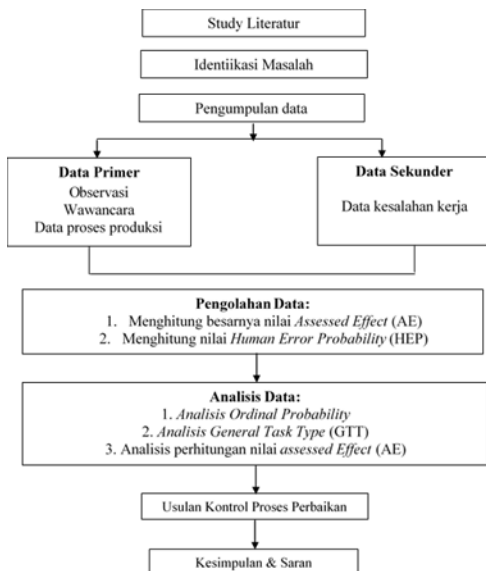 Study Literatur
Identiikasi Masalah
Pengumpulan data
Data Primer
Observasi
Wawancara
Data proses produksi
Data Sekunder
Data kesalahan kerja
Pengolahan Data:
1. Menghitung besarnya nilai Assessed Effect (AE)
2. Menghitung nilai Human Error Probability (HEP)
Analisis Data:
1. Analisis Ordinal Probability
2. Analisis General Task Type (GTT)
3. Analisis perhitungan nilai assessed Effect (AE)
Usulan Kontrol Proses Perbaikan
Kesimpulan & Saran